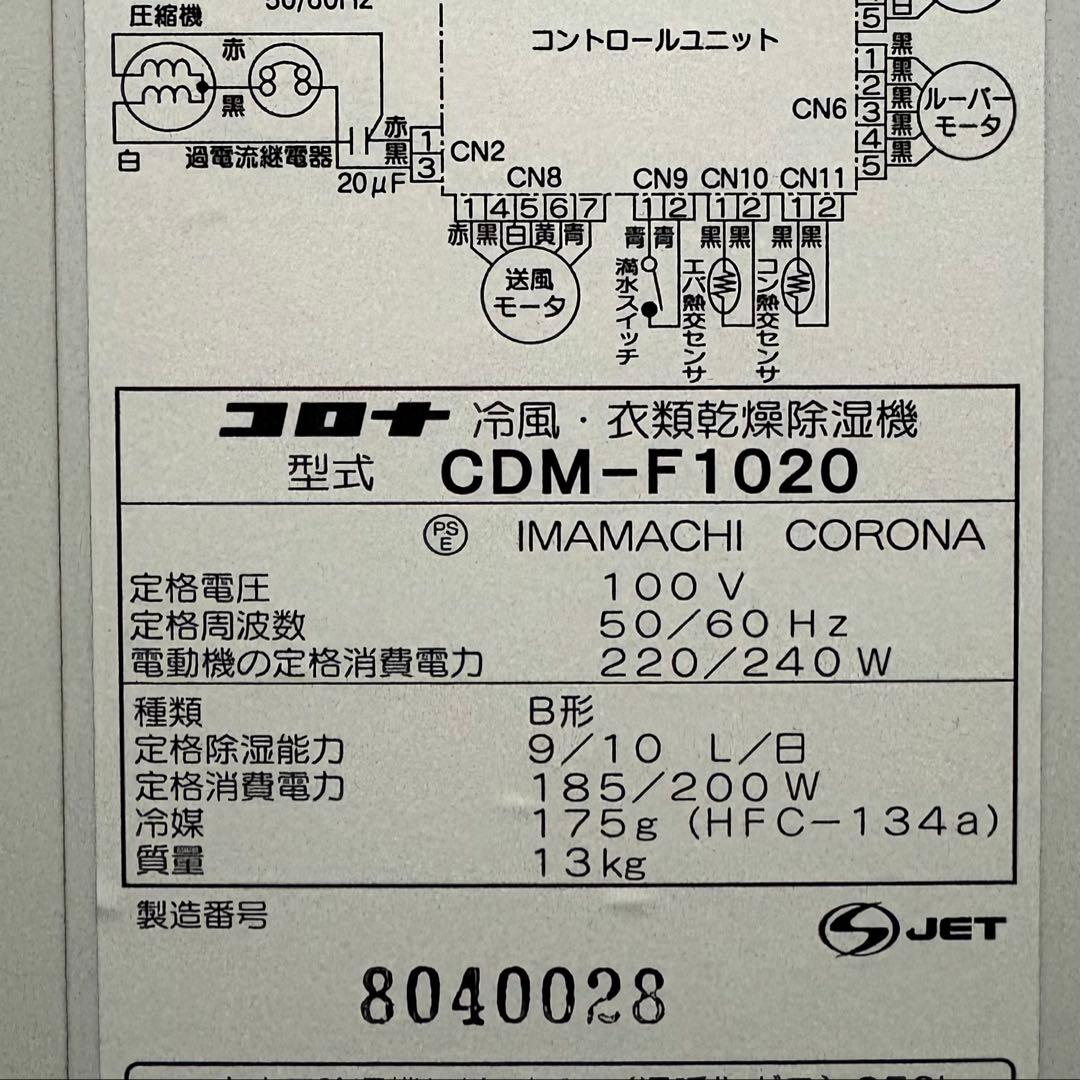 圧縮機
50/60Hz
コントロールユニット
5 白
赤
黒
白
過電流継電器
20μF
赤 1
黒 3
CN2
CN6
1 黒
2 黒
3 黒
4 黒
5 黒
ルーバー
モータ
CN8
1 4 5 6 7
赤 黒 白 黄 青
送風
モータ
CN9 CN10 CN11
1 2 1 2 1 2
青 青 黒 黒 黒 黒
満水スイッチ
エバ熱交センサ
コン熱交センサ
コロナ 冷風・衣類乾燥除湿機
型式 CDM-F1020
PSE IMAMACHI CORONA
定格電圧 100V
定格周波数 50/60Hz
電動機の定格消費電力 220/240W
種類 B形
定格除湿能力 9/10 L/日
定格消費電力 185/200W
冷媒 175g(HFC-134a)
質量 13kg
製造番号
JET
8040028